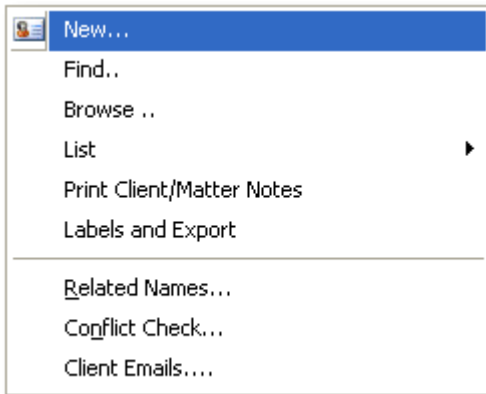 New...
Find..
Browse ..
List
Print Client/Matter Notes
Labels and Export
Related Names...
Conflict Check...
Client Emails....